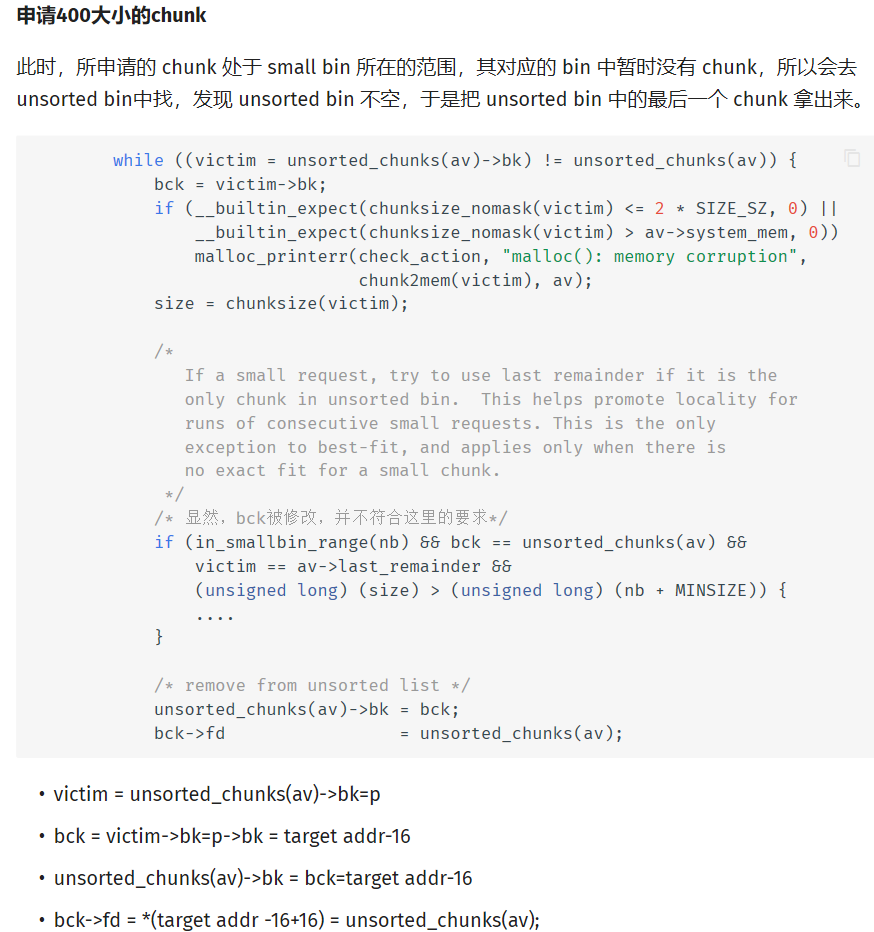 申请400大小的chunk
此时，所申请的 chunk 处于 small bin 所在的范围，其对应的 bin 中暂时没有 chunk，所以会去
unsorted bin中找，发现 unsorted bin 不空，于是把 unsorted bin 中的最后一个 chunk 拿出来。
while ((victim = unsorted_chunks(av)->bk) != unsorted_chunks(av)) {
bck = victim->bk;
if (__builtin_expect(chunksize_nomask(victim) <= 2 * SIZE_SZ, 0) ||
__builtin_expect(chunksize_nomask(victim) > av->system_mem, 0))
malloc_printerr(check_action, "malloc(): memory corruption",
chunk2mem(victim), av);
size = chunksize(victim);
/*
If a small request, try to use last remainder if it is the
only chunk in unsorted bin.  This helps promote locality for
runs of consecutive small requests. This is the only
exception to best-fit, and applies only when there is
no exact fit for a small chunk.
*/
/* 显然，bck被修改，并不符合这里的要求*/
if (in_smallbin_range(nb) && bck == unsorted_chunks(av) &&
victim == av->last_remainder &&
(unsigned long) (size) > (unsigned long) (nb + MINSIZE)) {
....
}
/* remove from unsorted list */
unsorted_chunks(av)->bk = bck;
bck->fd                 = unsorted_chunks(av);
• victim = unsorted_chunks(av)->bk=p
• bck = victim->bk=p->bk = target addr-16
• unsorted_chunks(av)->bk = bck=target addr-16
• bck->fd = *(target addr -16+16) = unsorted_chunks(av);